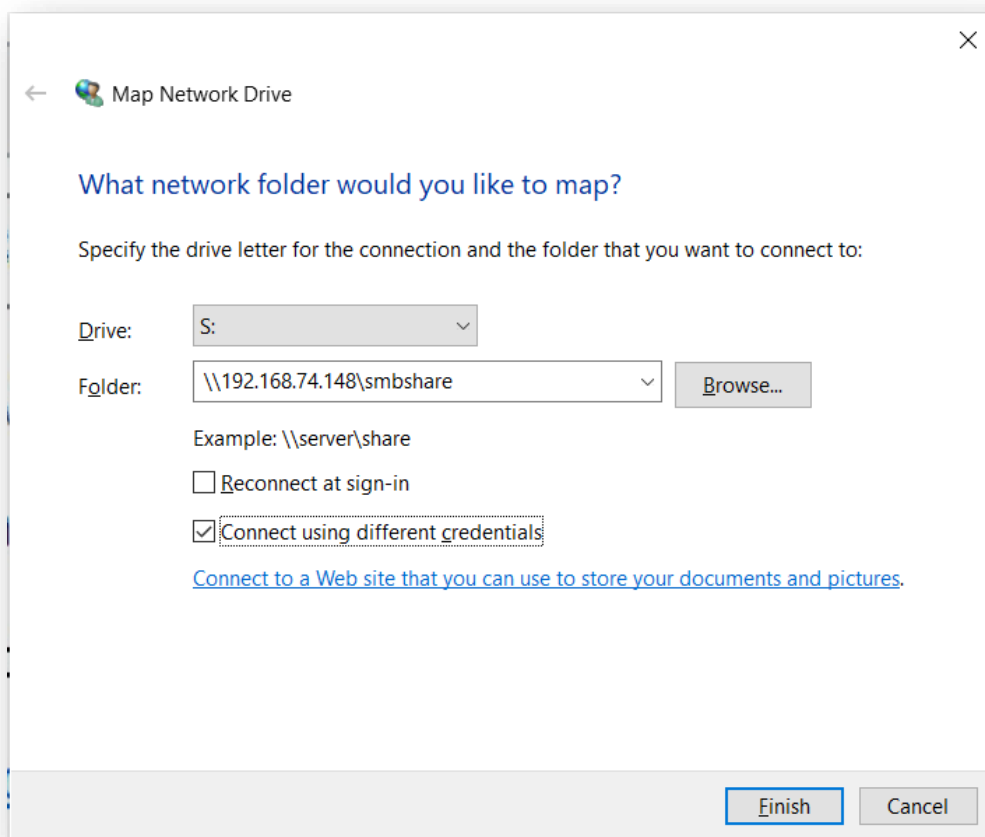 Map Network Drive
What network folder would you like to map?
Specify the drive letter for the connection and the folder that you want to connect to:
Drive: S:
Folder: \\192.168.74.148\smbshare Browse...
Example: \\server\share
Reconnect at sign-in
Connect using different credentials
Connect to a Web site that you can use to store your documents and pictures.
Finish Cancel